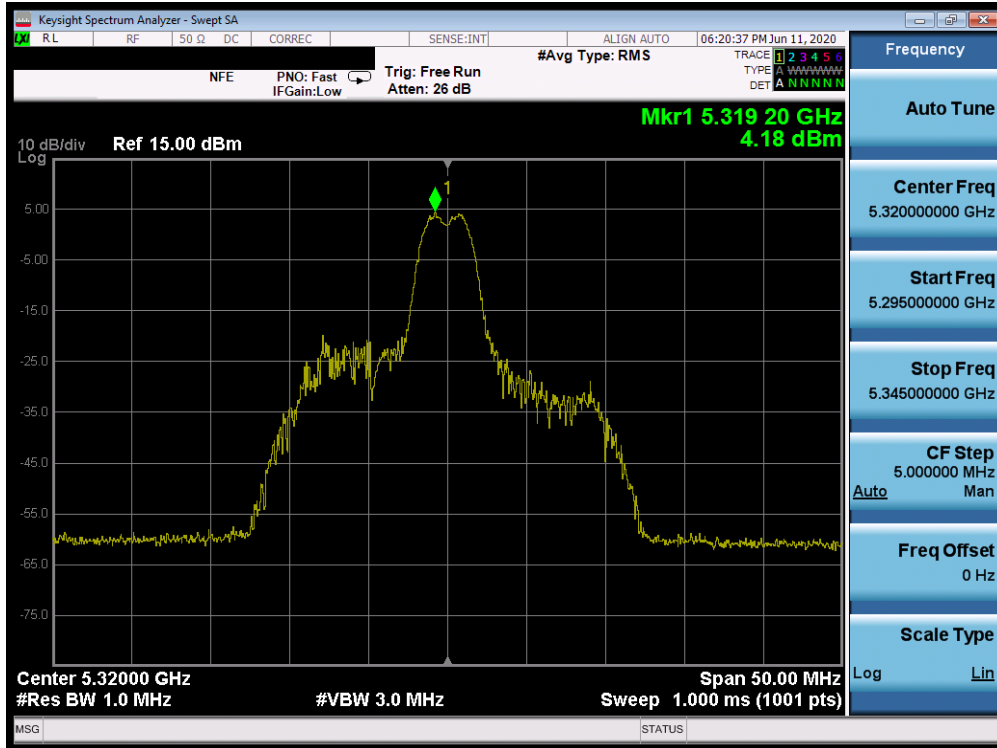 Keysight Spectrum Analyzer - Swept SA
LXI RL RF 50 Ω DC CORREC SENSE:INT ALIGN AUTO 06:20:37 PM Jun 11, 2020
#Avg Type: RMS
TRACE 1 2 3 4 5 6
TYPE A WWWWW
DET A N N N N N
NFE PNO: Fast Trig: Free Run
IFGain:Low Atten: 26 dB
Mkr1 5.319 20 GHz
4.18 dBm
10 dB/div Ref 15.00 dBm
Log
1
5.00
-5.00
-15.0
-25.0
-35.0
-45.0
-55.0
-65.0
-75.0
Center 5.32000 GHz Span 50.00 MHz
#Res BW 1.0 MHz #VBW 3.0 MHz Sweep 1.000 ms (1001 pts)
MSG STATUS
Frequency
Auto Tune
Center Freq
5.320000000 GHz
Start Freq
5.295000000 GHz
Stop Freq
5.345000000 GHz
CF Step
5.000000 MHz
Auto Man
Freq Offset
0 Hz
Scale Type
Log Lin